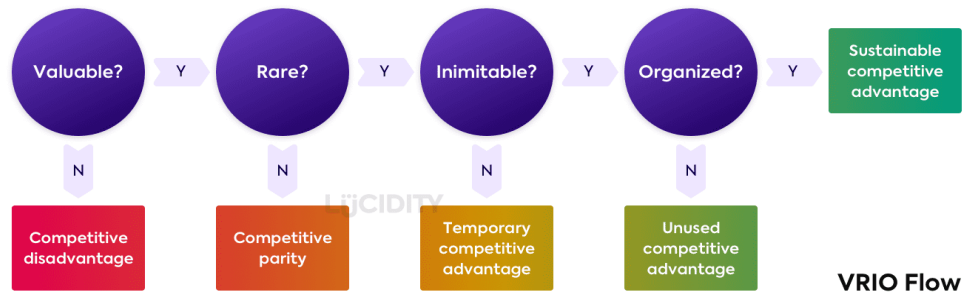 Valuable?
Y
Rare?
Y
Inimitable?
Y
Organized?
Y
Sustainable
competitive
advantage
N
N
N
N
LüCIDITY
Competitive
disadvantage
Competitive
parity
Temporary
competitive
advantage
Unused
competitive
advantage
VRIO Flow